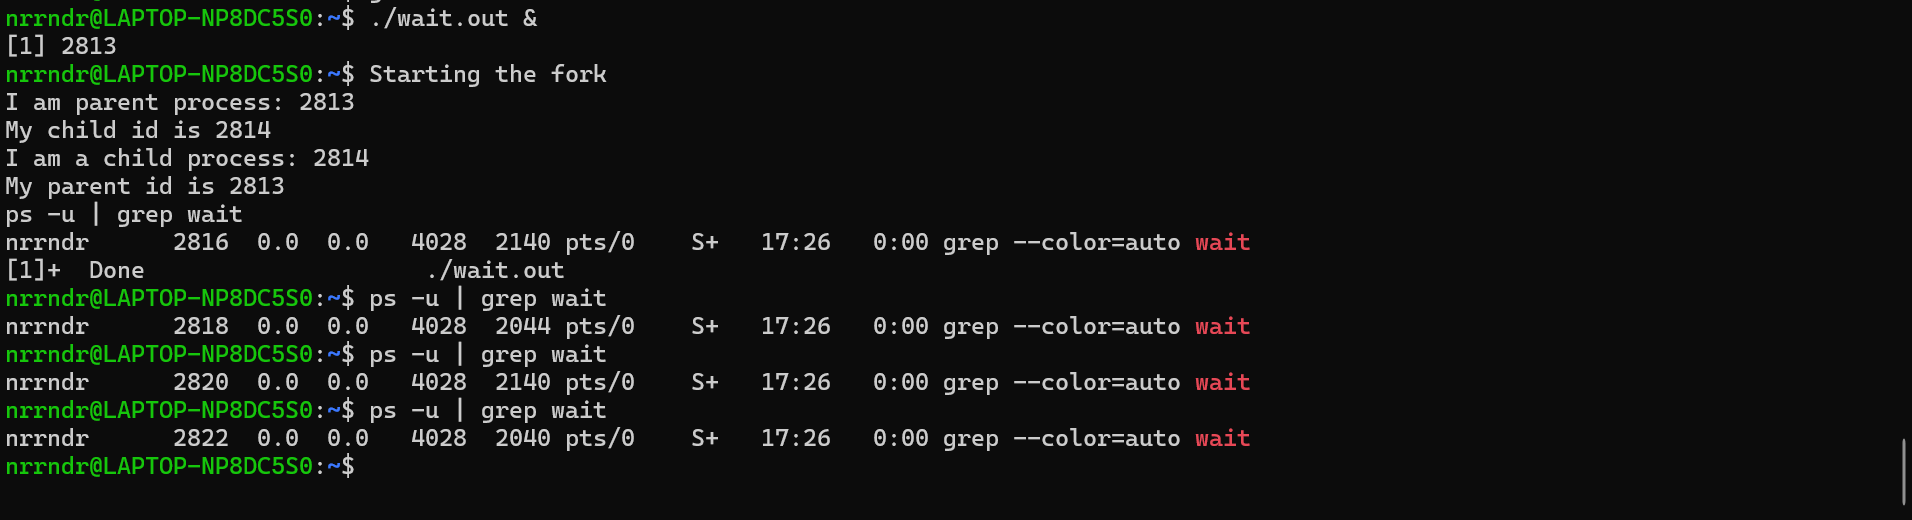 nrrndr@LAPTOP-NP8DC5S0:~$ ./wait.out &
[1] 2813
nrrndr@LAPTOP-NP8DC5S0:~$ Starting the fork
I am parent process: 2813
My child id is 2814
I am a child process: 2814
My parent id is 2813
ps -u | grep wait
nrrndr      2816  0.0  0.0   4028  2140 pts/0    S+   17:26   0:00 grep --color=auto wait
[1]+  Done                    ./wait.out
nrrndr@LAPTOP-NP8DC5S0:~$ ps -u | grep wait
nrrndr      2818  0.0  0.0   4028  2044 pts/0    S+   17:26   0:00 grep --color=auto wait
nrrndr@LAPTOP-NP8DC5S0:~$ ps -u | grep wait
nrrndr      2820  0.0  0.0   4028  2140 pts/0    S+   17:26   0:00 grep --color=auto wait
nrrndr@LAPTOP-NP8DC5S0:~$ ps -u | grep wait
nrrndr      2822  0.0  0.0   4028  2040 pts/0    S+   17:26   0:00 grep --color=auto wait
nrrndr@LAPTOP-NP8DC5S0:~$